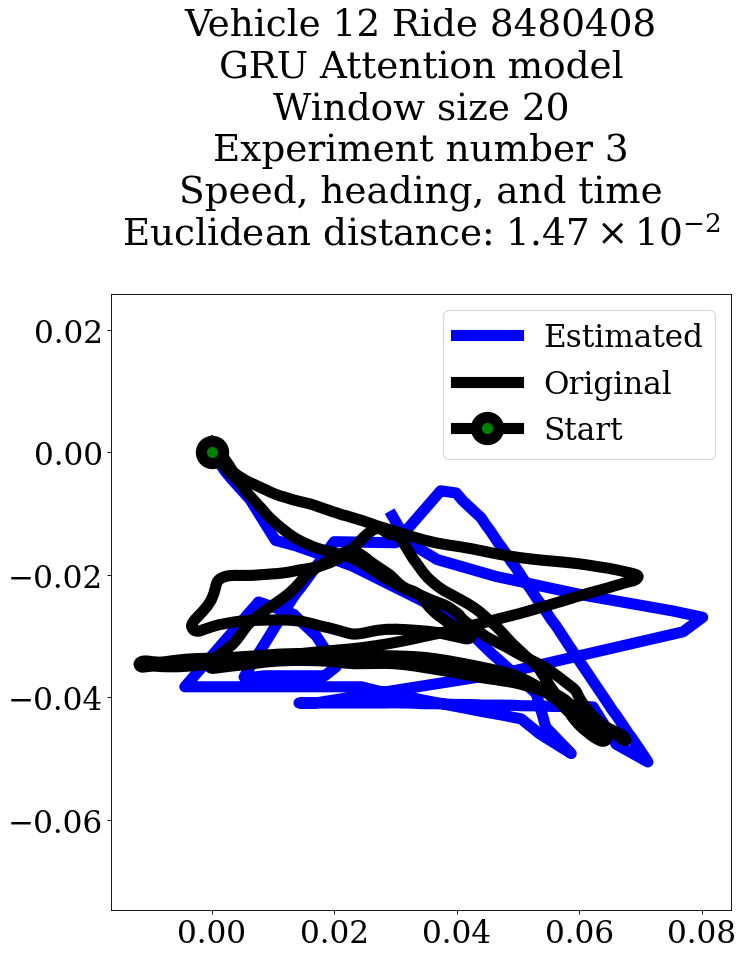 Vehicle 12 Ride 8480408
GRU Attention model
Window size 20
Experiment number 3
Speed, heading, and time
Euclidean distance: 1.47 × 10⁻²
Estimated
Original
Start
0.02
0.00
−0.02
−0.04
−0.06
0.00 0.02 0.04 0.06 0.08